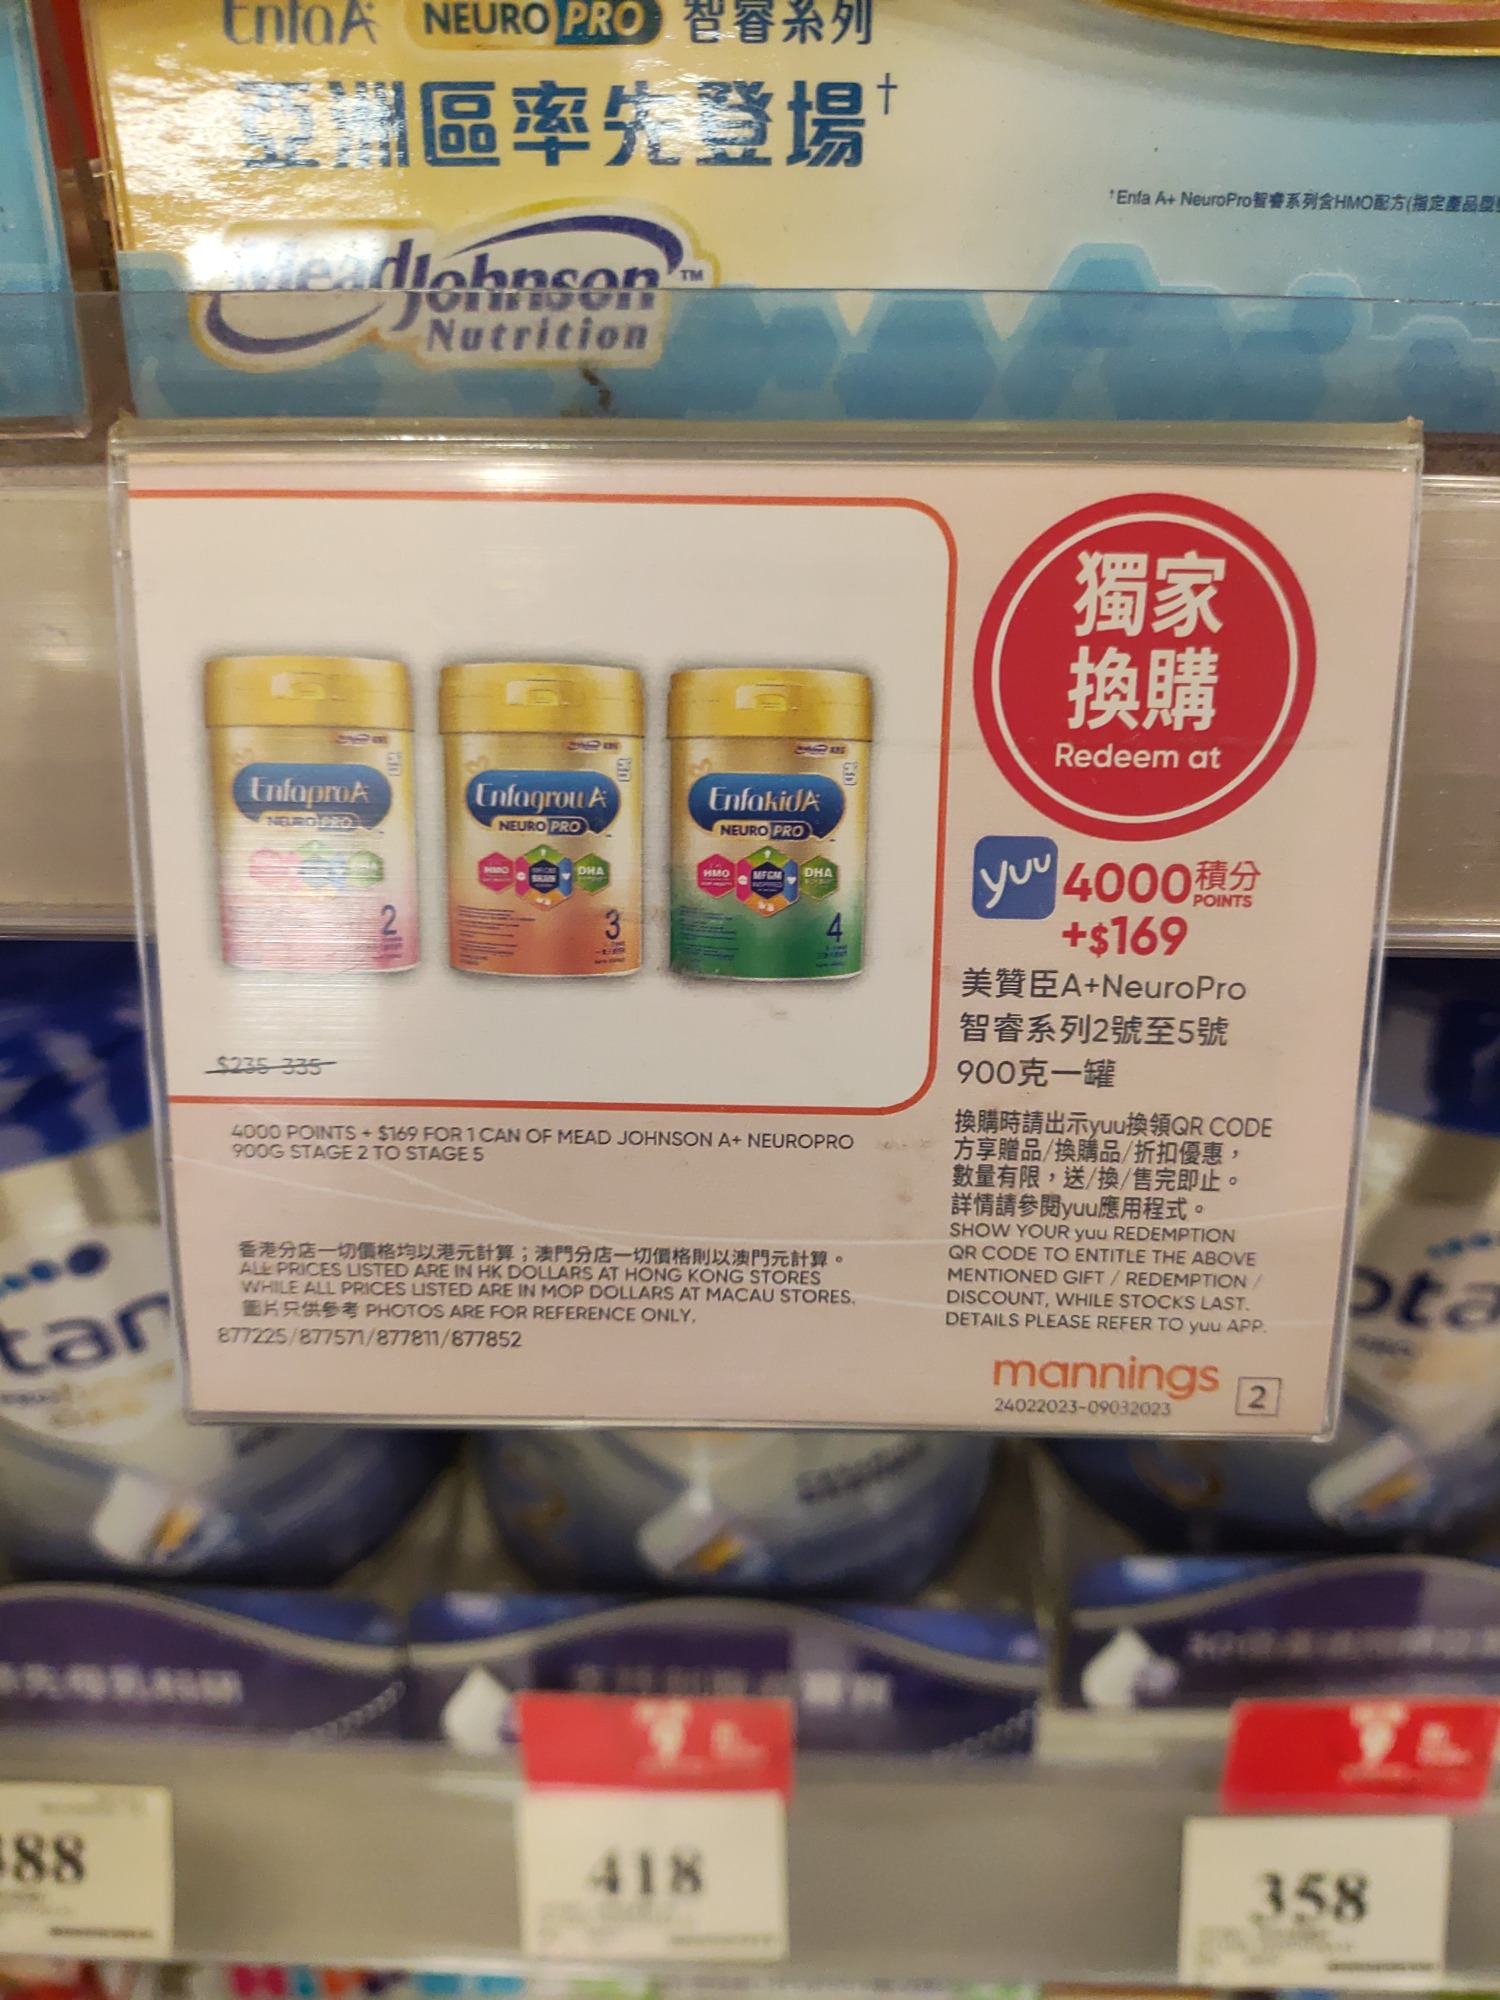 EnfaA+ NEUROPRO 智睿系列
亞洲區率先登場†
†Enfa A+ NeuroPro智睿系列含HMO配方(指定產品型
MeadJohnson™
Nutrition
獨家
換購
Redeem at
yuu 4000積分
POINTS
+$169
美贊臣A+NeuroPro
智睿系列2號至5號
900克一罐
EnfaproA+
NEUROPRO
2
EnfagrowA+
NEUROPRO
HMO
DHA
3
EnfakidA+
NEUROPRO
HMO
MFGM
DHA
4
$235-335
4000 POINTS + $169 FOR 1 CAN OF MEAD JOHNSON A+ NEUROPRO
900G STAGE 2 TO STAGE 5
換購時請出示yuu換領QR CODE
方享贈品/換購品/折扣優惠，
數量有限，送/換/售完即止。
詳情請參閱yuu應用程式。
SHOW YOUR yuu REDEMPTION
QR CODE TO ENTITLE THE ABOVE
MENTIONED GIFT / REDEMPTION /
DISCOUNT, WHILE STOCKS LAST.
DETAILS PLEASE REFER TO yuu APP.
香港分店一切價格均以港元計算；澳門分店一切價格則以澳門元計算。
ALL PRICES LISTED ARE IN HK DOLLARS AT HONG KONG STORES
WHILE ALL PRICES LISTED ARE IN MOP DOLLARS AT MACAU STORES.
圖片只供參考 PHOTOS ARE FOR REFERENCE ONLY.
877225/877571/877811/877852
mannings
24022023-09032023
2
418
358